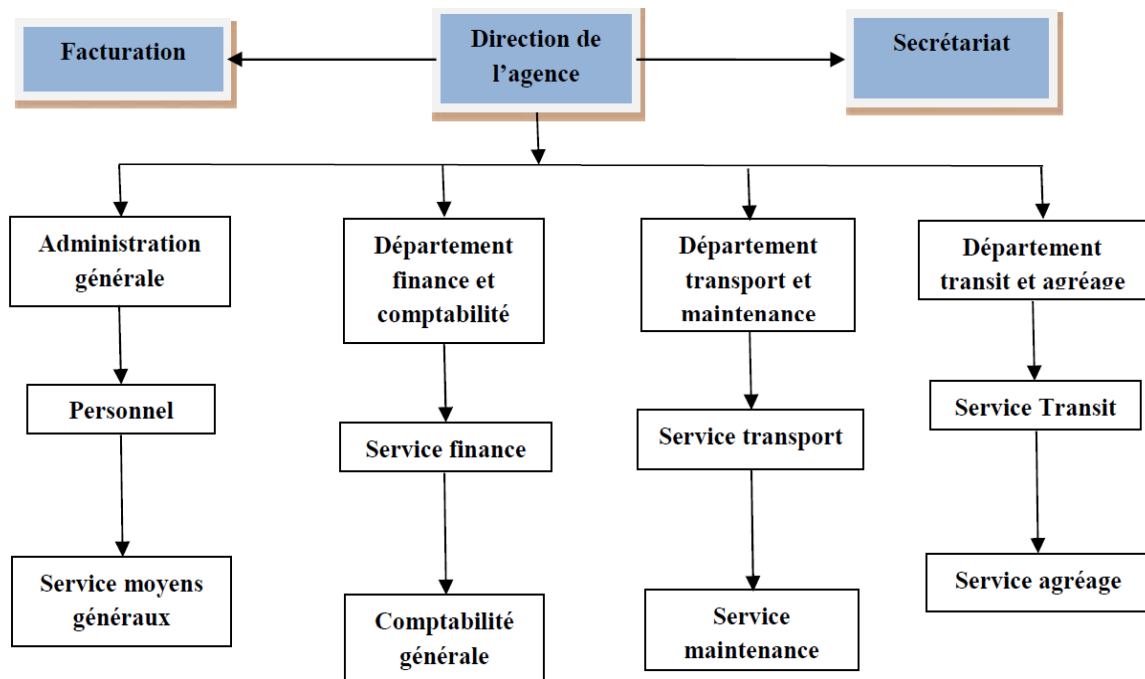 Facturation
Direction de
l'agence
Secrétariat
Administration
générale
Département
finance et
comptabilité
Département
transport et
maintenance
Département
transit et agréage
Personnel
Service finance
Service transport
Service Transit
Service moyens
généraux
Comptabilité
générale
Service
maintenance
Service agréage